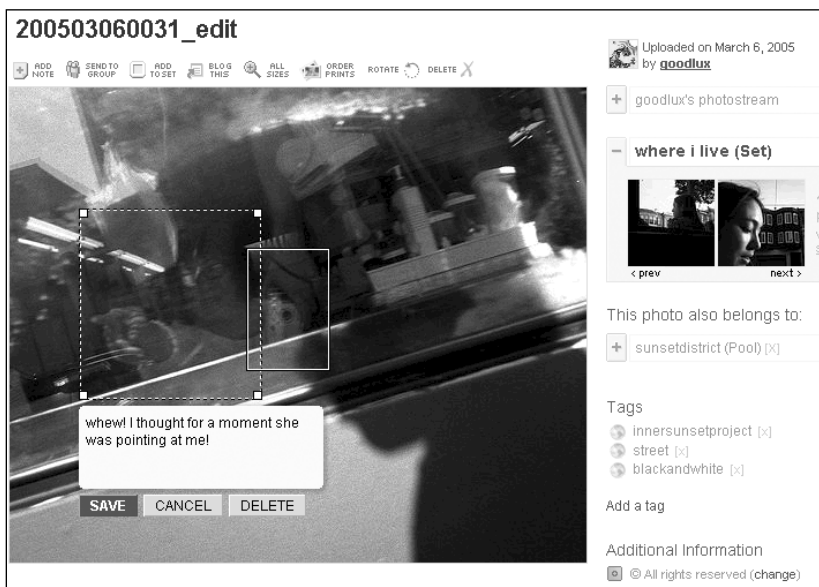 200503060031_edit
ADD NOTE
SEND TO GROUP
ADD TO SET
BLOG THIS
ALL SIZES
ORDER PRINTS
ROTATE
DELETE
whew! I thought for a moment she
was pointing at me!
SAVE CANCEL DELETE
Uploaded on March 6, 2005
by goodlux
+ goodlux's photostream
− where i live (Set)
‹ prev next ›
This photo also belongs to:
+ sunsetdistrict (Pool) [x]
Tags
innersunsetproject [x]
street [x]
blackandwhite [x]
Add a tag
Additional Information
© All rights reserved (change)